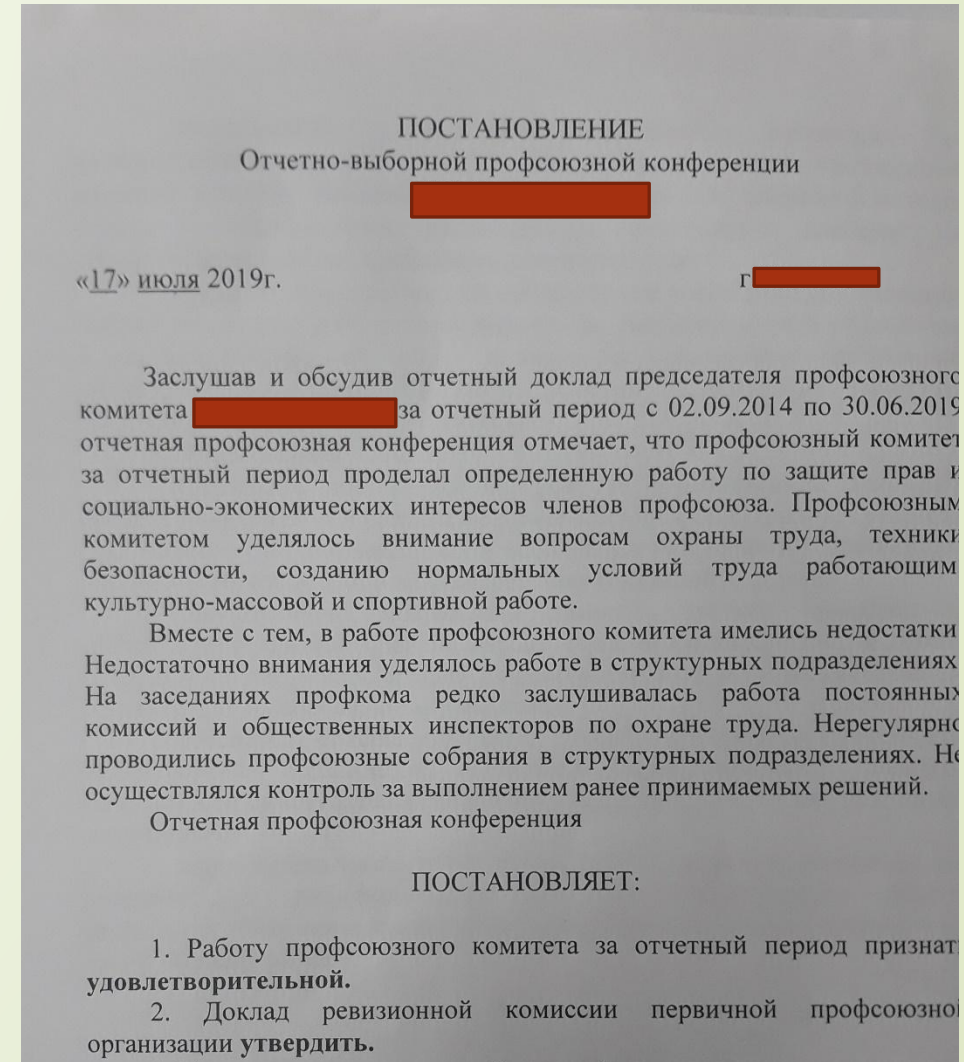 ПОСТАНОВЛЕНИЕ
Отчетно-выборной профсоюзной конференции
«17» июля 2019г. г
Заслушав и обсудив отчетный доклад председателя профсоюзного
комитета за отчетный период с 02.09.2014 по 30.06.2019
отчетная профсоюзная конференция отмечает, что профсоюзный комитет
за отчетный период проделал определенную работу по защите прав и
социально-экономических интересов членов профсоюза. Профсоюзным
комитетом уделялось внимание вопросам охраны труда, техники
безопасности, созданию нормальных условий труда работающим
культурно-массовой и спортивной работе.
Вместе с тем, в работе профсоюзного комитета имелись недостатки
Недостаточно внимания уделялось работе в структурных подразделениях
На заседаниях профкома редко заслушивалась работа постоянных
комиссий и общественных инспекторов по охране труда. Нерегулярно
проводились профсоюзные собрания в структурных подразделениях. Не
осуществлялся контроль за выполнением ранее принимаемых решений.
Отчетная профсоюзная конференция
ПОСТАНОВЛЯЕТ:
1. Работу профсоюзного комитета за отчетный период признат
удовлетворительной.
2. Доклад ревизионной комиссии первичной профсоюзно
организации утвердить.